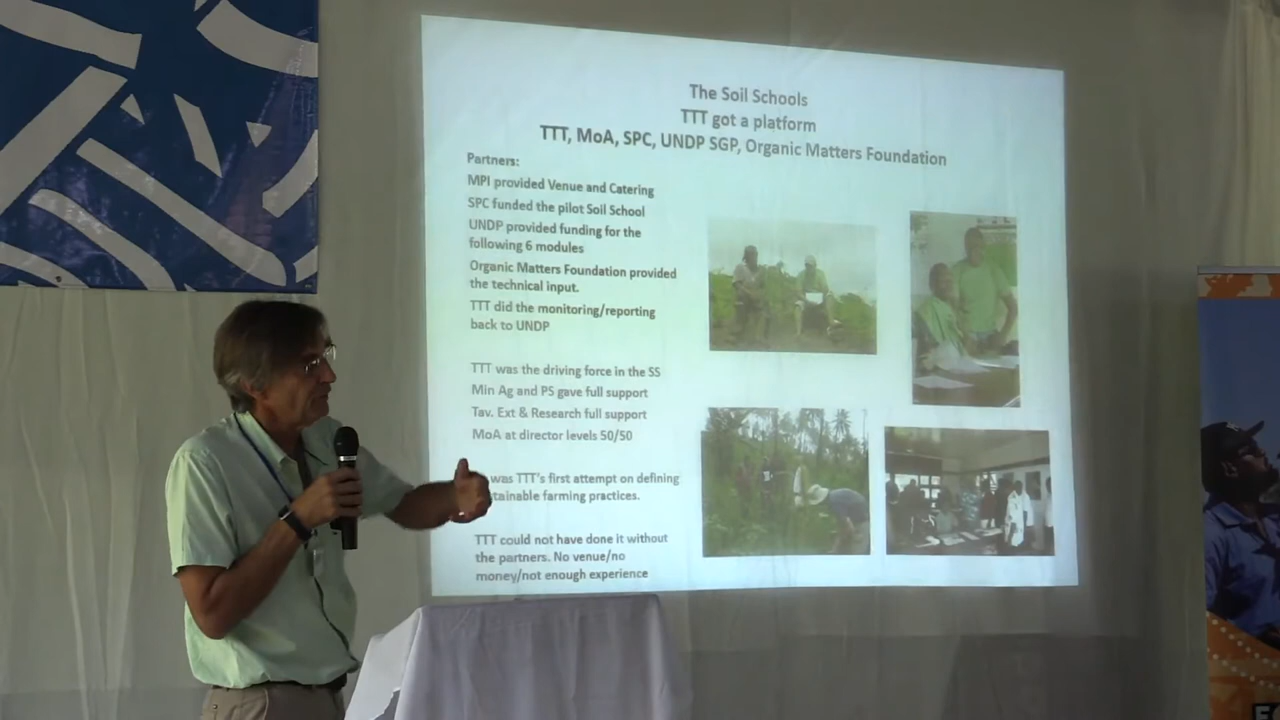 The Soil Schools
TTT got a platform
TTT, MoA, SPC, UNDP SGP, Organic Matters Foundation
Partners:
MPI provided Venue and Catering
SPC funded the pilot Soil School
UNDP provided funding for the
following 6 modules
Organic Matters Foundation provided
the technical input.
TTT did the monitoring/reporting
back to UNDP
TTT was the driving force in the SS
Min Ag and PS gave full support
Tav. Ext & Research full support
MoA at director levels 50/50
was TTT's first attempt on defining
tainable farming practices.
TTT could not have done it without
the partners. No venue/no
money/not enough experience